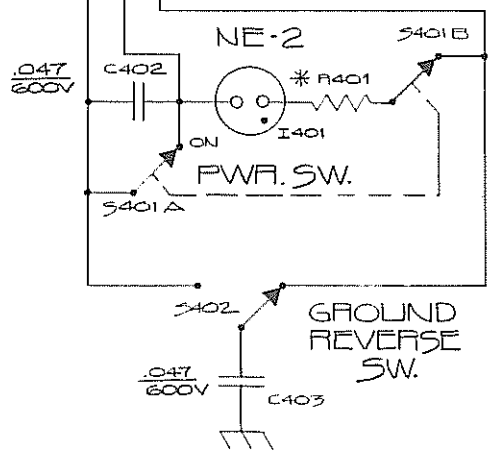 NE-2
S401B
.047
600V
C402
* R401
I401
ON
PWR. SW.
S401A
S402
GROUND
REVERSE
SW.
.047
600V
C403